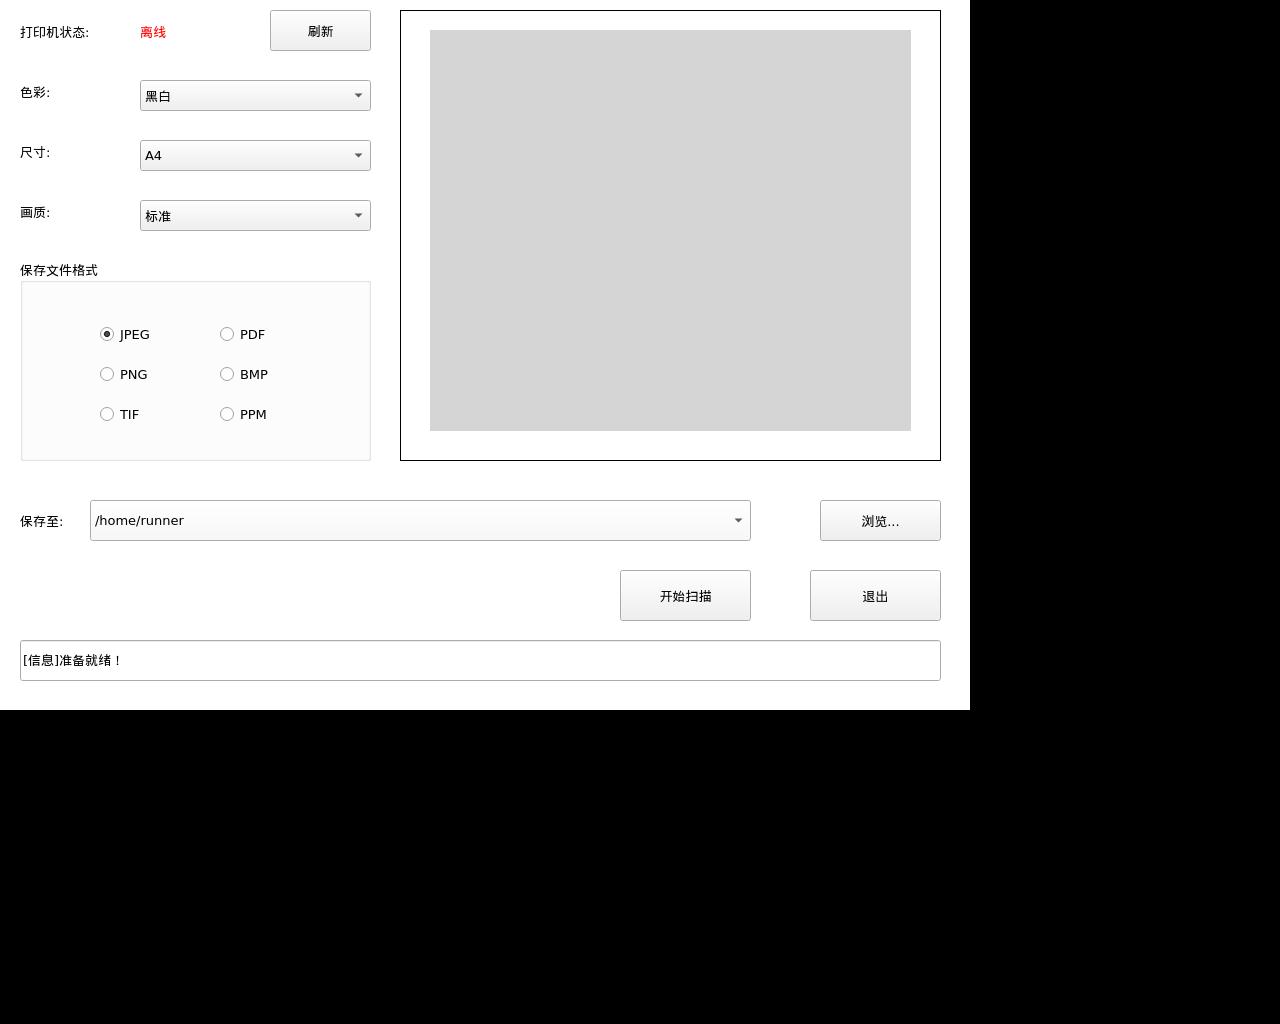 打印机状态: 离线 刷新
色彩: 黑白
尺寸: A4
画质: 标准
保存文件格式
JPEG PDF
PNG BMP
TIF PPM
保存至: /home/runner 浏览...
开始扫描 退出
[信息]准备就绪！